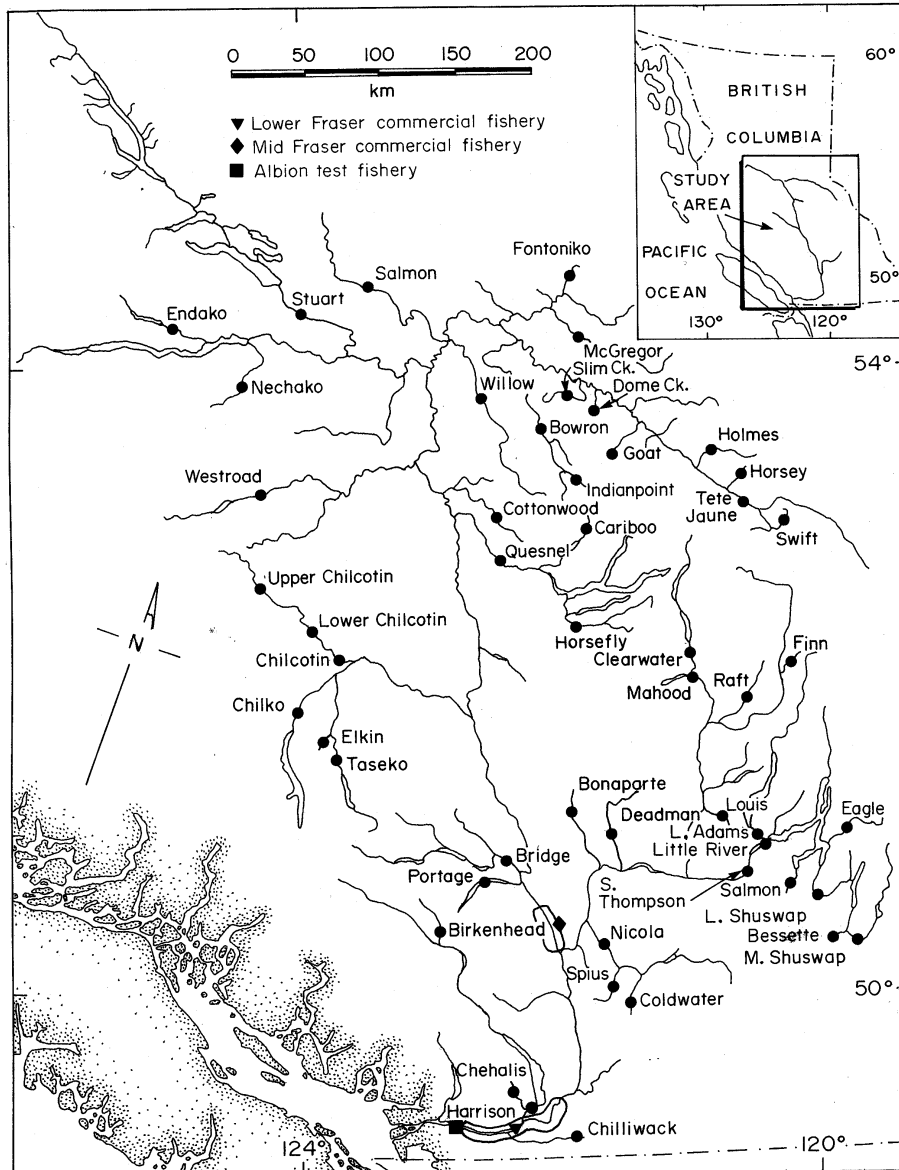 0 50 100 150 200
km
Lower Fraser commercial fishery
Mid Fraser commercial fishery
Albion test fishery
60°
BRITISH
COLUMBIA
STUDY
AREA
PACIFIC
OCEAN
50°
130°
120°
Fontoniko
Salmon
Stuart
Endako
McGregor
54°
Slim Ck.
Dome Ck.
Nechako
Willow
Bowron
Goat
Holmes
Horsey
Westroad
Indianpoint
Tete
Jaune
Cottonwood
Cariboo
Swift
Quesnel
Upper Chilcotin
Lower Chilcotin
Horsefly
N
Chilcotin
Clearwater
Finn
Mahood
Raft
Chilko
Elkin
Taseko
Bonaparte
Deadman
Louis
Eagle
L. Adams
Little River
Bridge
Portage
S.
Thompson
Salmon
L. Shuswap
Birkenhead
Nicola
Bessette
M. Shuswap
Spius
Coldwater
50°
Chehalis
Harrison
Chilliwack
124°
120°